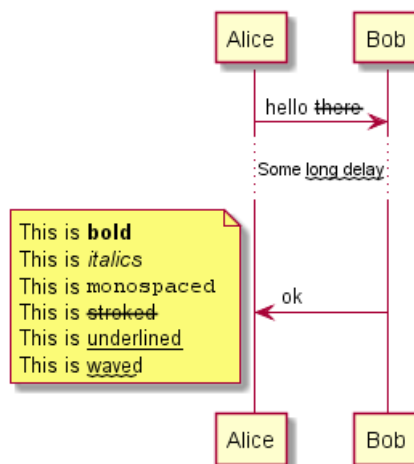 Alice Bob
hello there
Some long delay
This is bold
This is italics
This is monospaced
This is stroked
This is underlined
This is waved
ok
Alice Bob